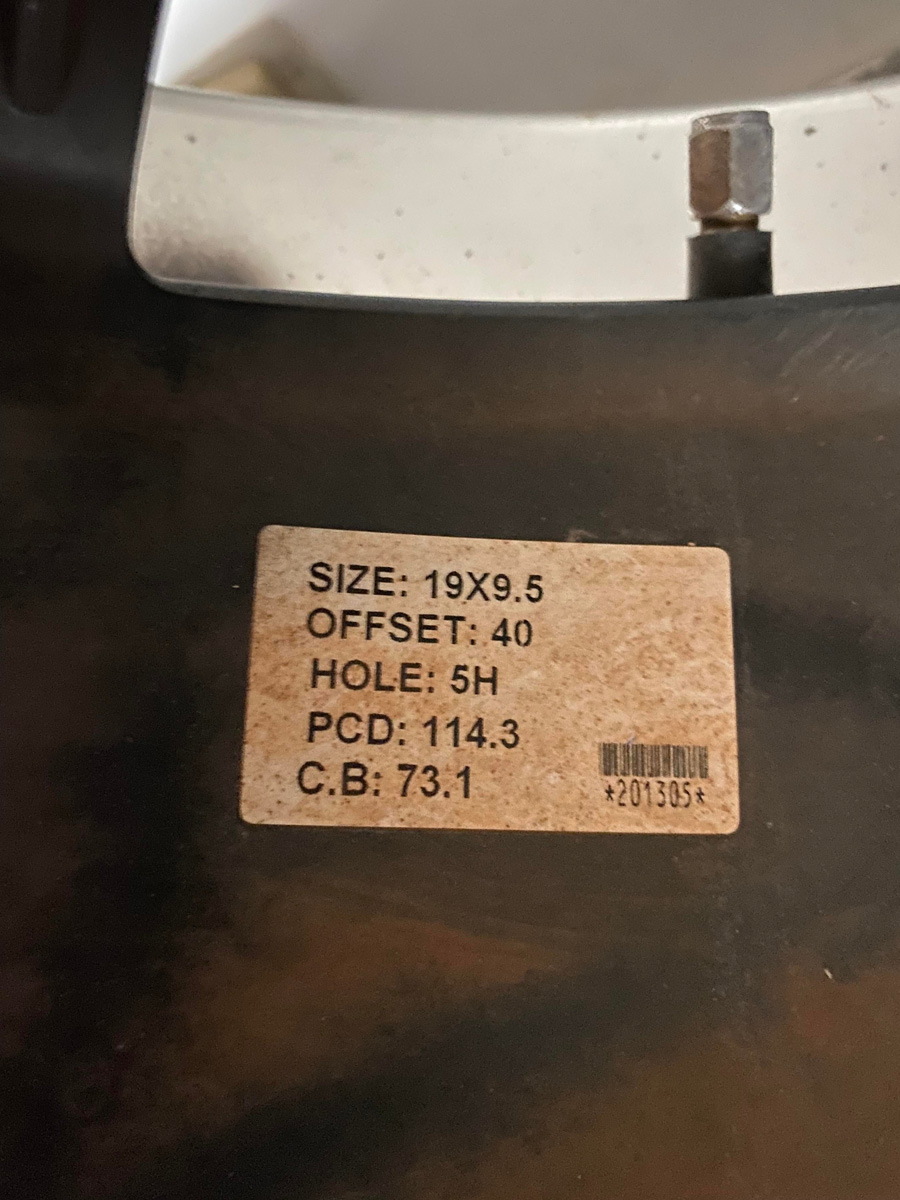 SIZE: 19X9.5
OFFSET: 40
HOLE: 5H
PCD: 114.3
C.B: 73.1
*201305*